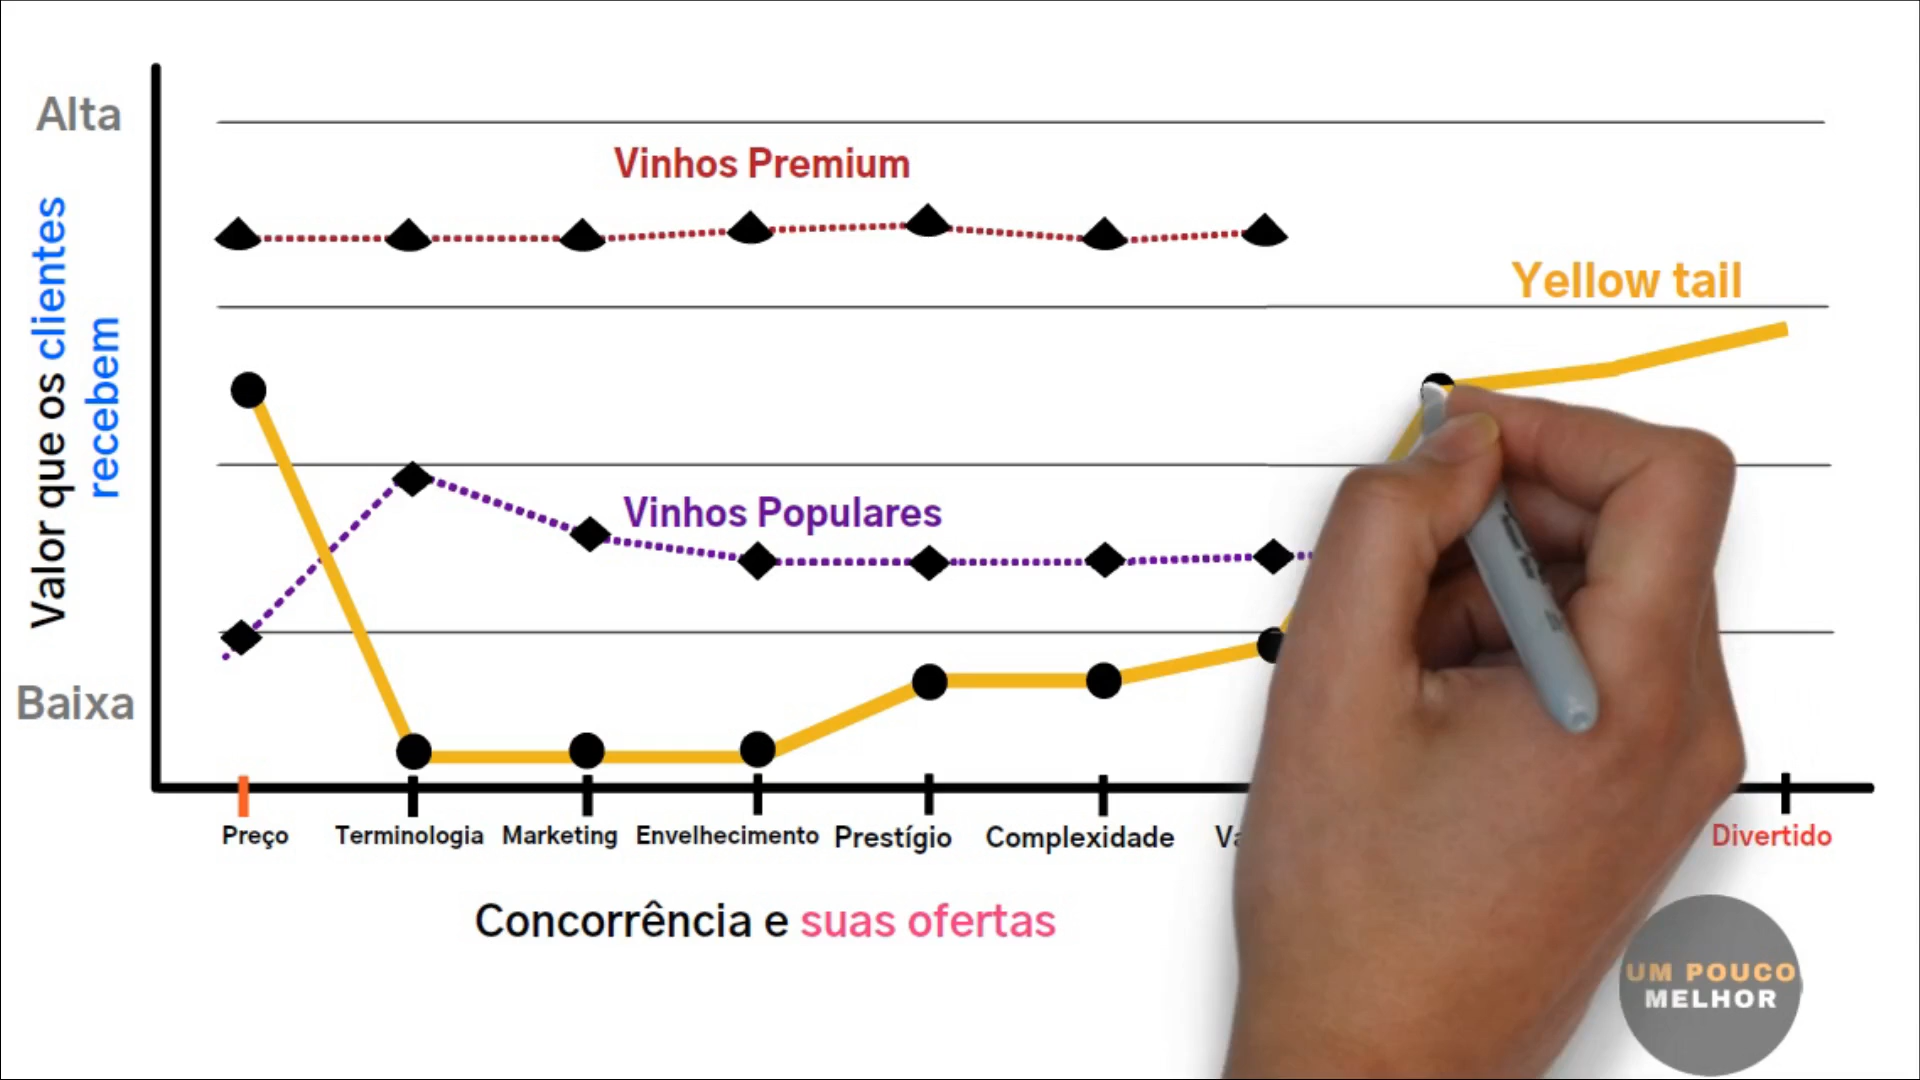 Alta
Vinhos Premium
Yellow tail
Valor que os clientes
recebem
Vinhos Populares
Baixa
Preço Terminologia Marketing Envelhecimento Prestígio Complexidade Divertido
Concorrência e suas ofertas
UM POUCO
MELHOR